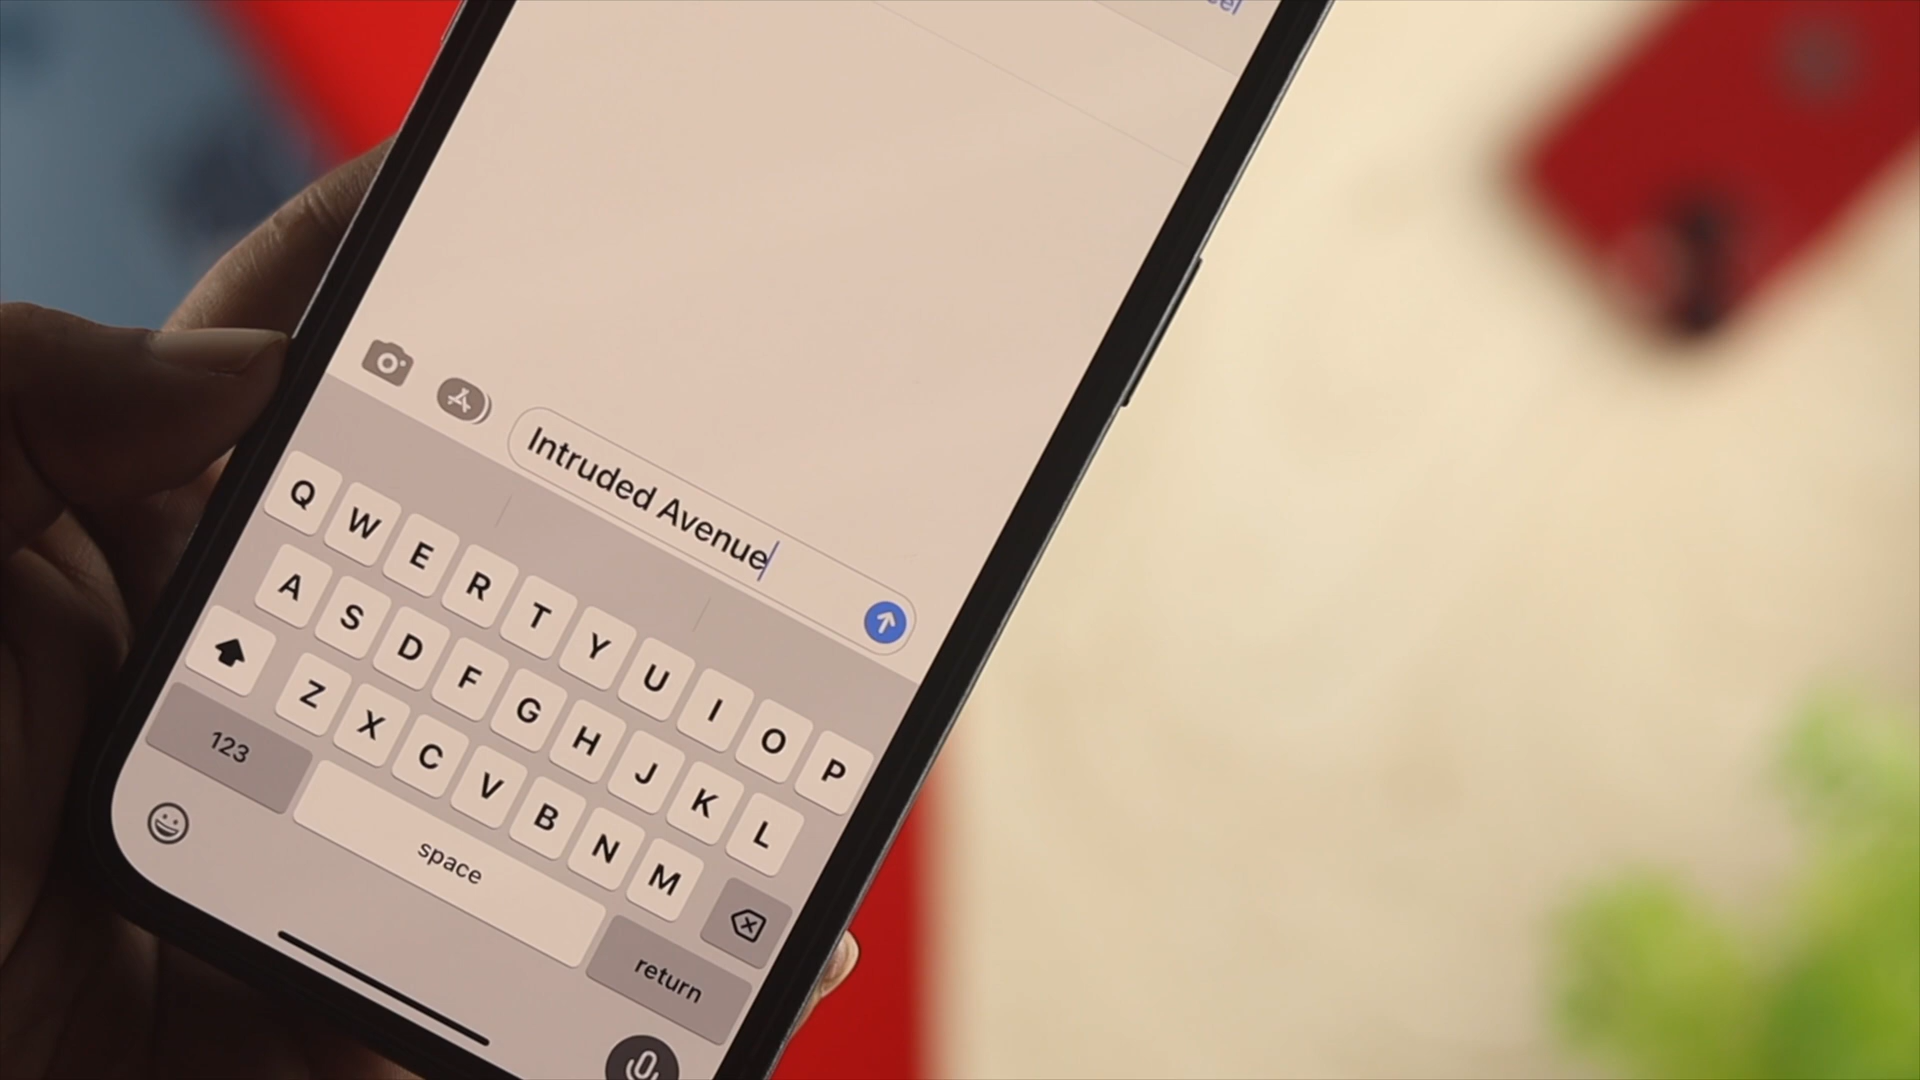 Intruded Avenue
Q W E R T Y U I O P
A S D F G H J K L
Z X C V B N M
123
space
return